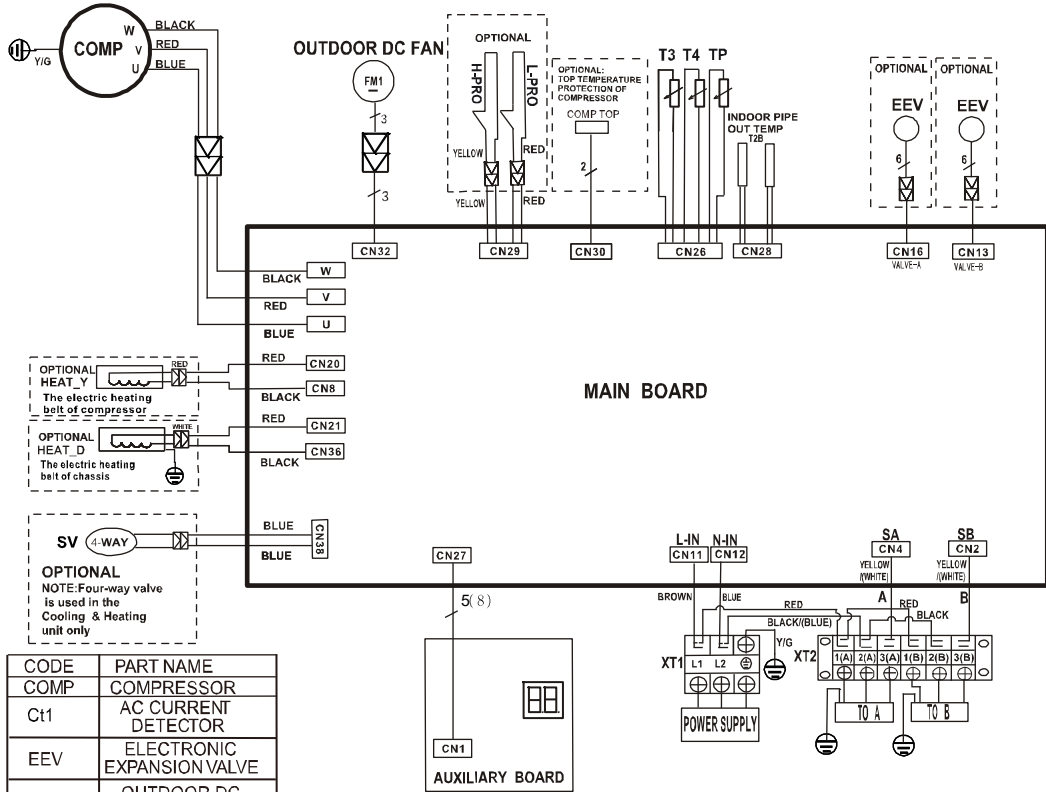 COMP
W
V
U
BLACK
RED
BLUE
Y/G
OUTDOOR DC FAN
FM1
3
3
OPTIONAL
H-PRO
L-PRO
YELLOW
RED
YELLOW
RED
OPTIONAL:
TOP TEMPERATURE
PROTECTION OF
COMPRESSOR
COMP TOP
2
T3 T4 TP
INDOOR PIPE
OUT TEMP
T2B
OPTIONAL
EEV
6
OPTIONAL
EEV
6
CN32
CN29
CN30
CN26
CN28
CN16
VALVE-A
CN13
VALVE-B
BLACK
W
RED
V
BLUE
U
OPTIONAL
HEAT_Y
The electric heating
belt of compressor
RED
RED
CN20
BLACK
CN8
OPTIONAL
HEAT_D
The electric heating
belt of chassis
WHITE
RED
CN21
BLACK
CN36
MAIN BOARD
SV
4-WAY
OPTIONAL
NOTE:Four-way valve
is used in the
Cooling & Heating
unit only
BLUE
BLUE
CN38
CN27
5(8)
L-IN
CN11
N-IN
CN12
SA
CN4
SB
CN2
YELLOW
/(WHITE)
YELLOW
/(WHITE)
BROWN
BLUE
RED
BLACK/(BLUE)
A
RED
B
BLACK
Y/G
XT1
L1 L2
POWER SUPPLY
XT2
1(A) 2(A) 3(A) 1(B) 2(B) 3(B)
TO A
TO B
CN1
AUXILIARY BOARD
CODE PART NAME
COMP COMPRESSOR
Ct1 AC CURRENT
DETECTOR
EEV ELECTRONIC
EXPANSION VALVE
OUTDOOR DC